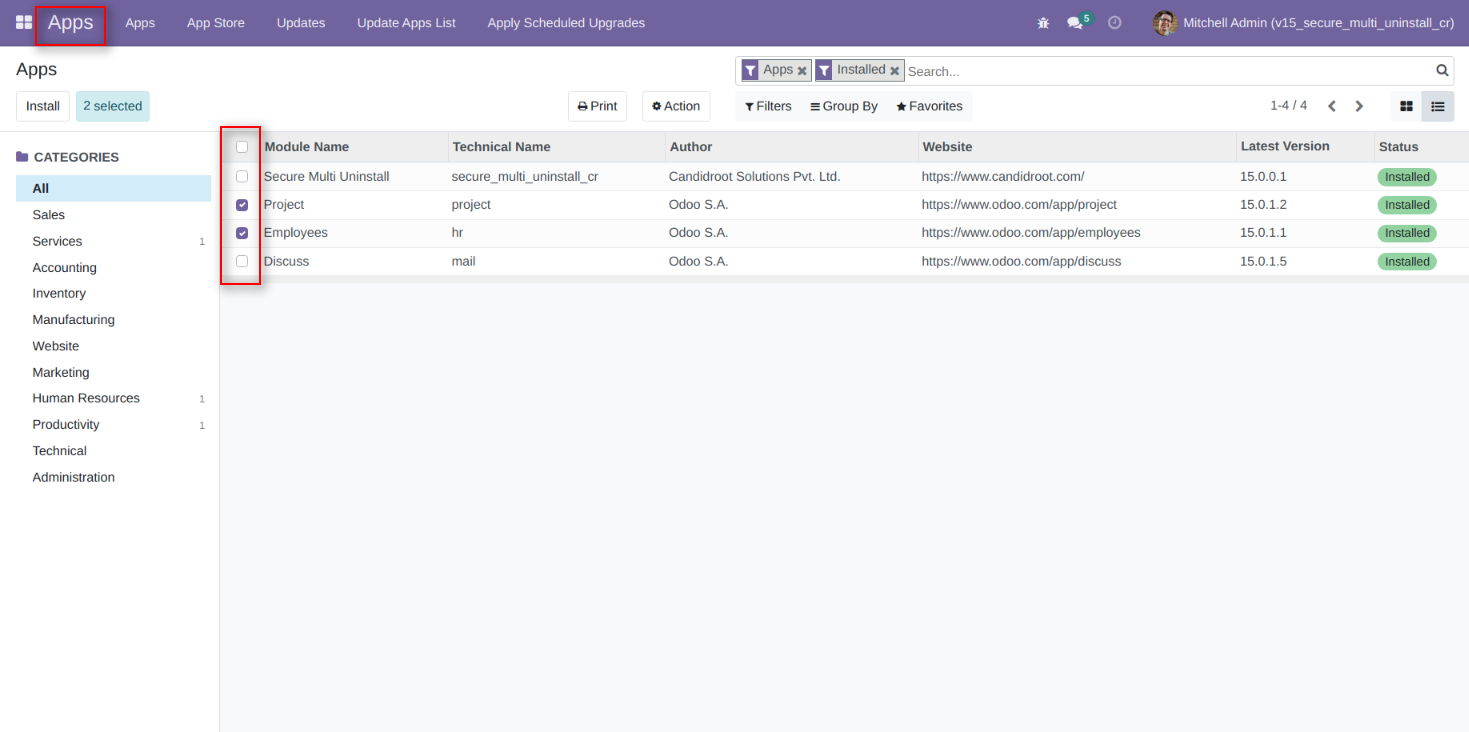 Apps Apps App Store Updates Update Apps List Apply Scheduled Upgrades 5 Mitchell Admin (v15_secure_multi_uninstall_cr)
Apps
Apps Installed Search...
Install 2 selected Print Action Filters Group By Favorites 1-4 / 4
CATEGORIES
All
Sales
Services 1
Accounting
Inventory
Manufacturing
Website
Marketing
Human Resources 1
Productivity 1
Technical
Administration
Module Name Technical Name Author Website Latest Version Status
Secure Multi Uninstall secure_multi_uninstall_cr Candidroot Solutions Pvt. Ltd. https://www.candidroot.com/ 15.0.0.1 Installed
Project project Odoo S.A. https://www.odoo.com/app/project 15.0.1.2 Installed
Employees hr Odoo S.A. https://www.odoo.com/app/employees 15.0.1.1 Installed
Discuss mail Odoo S.A. https://www.odoo.com/app/discuss 15.0.1.5 Installed